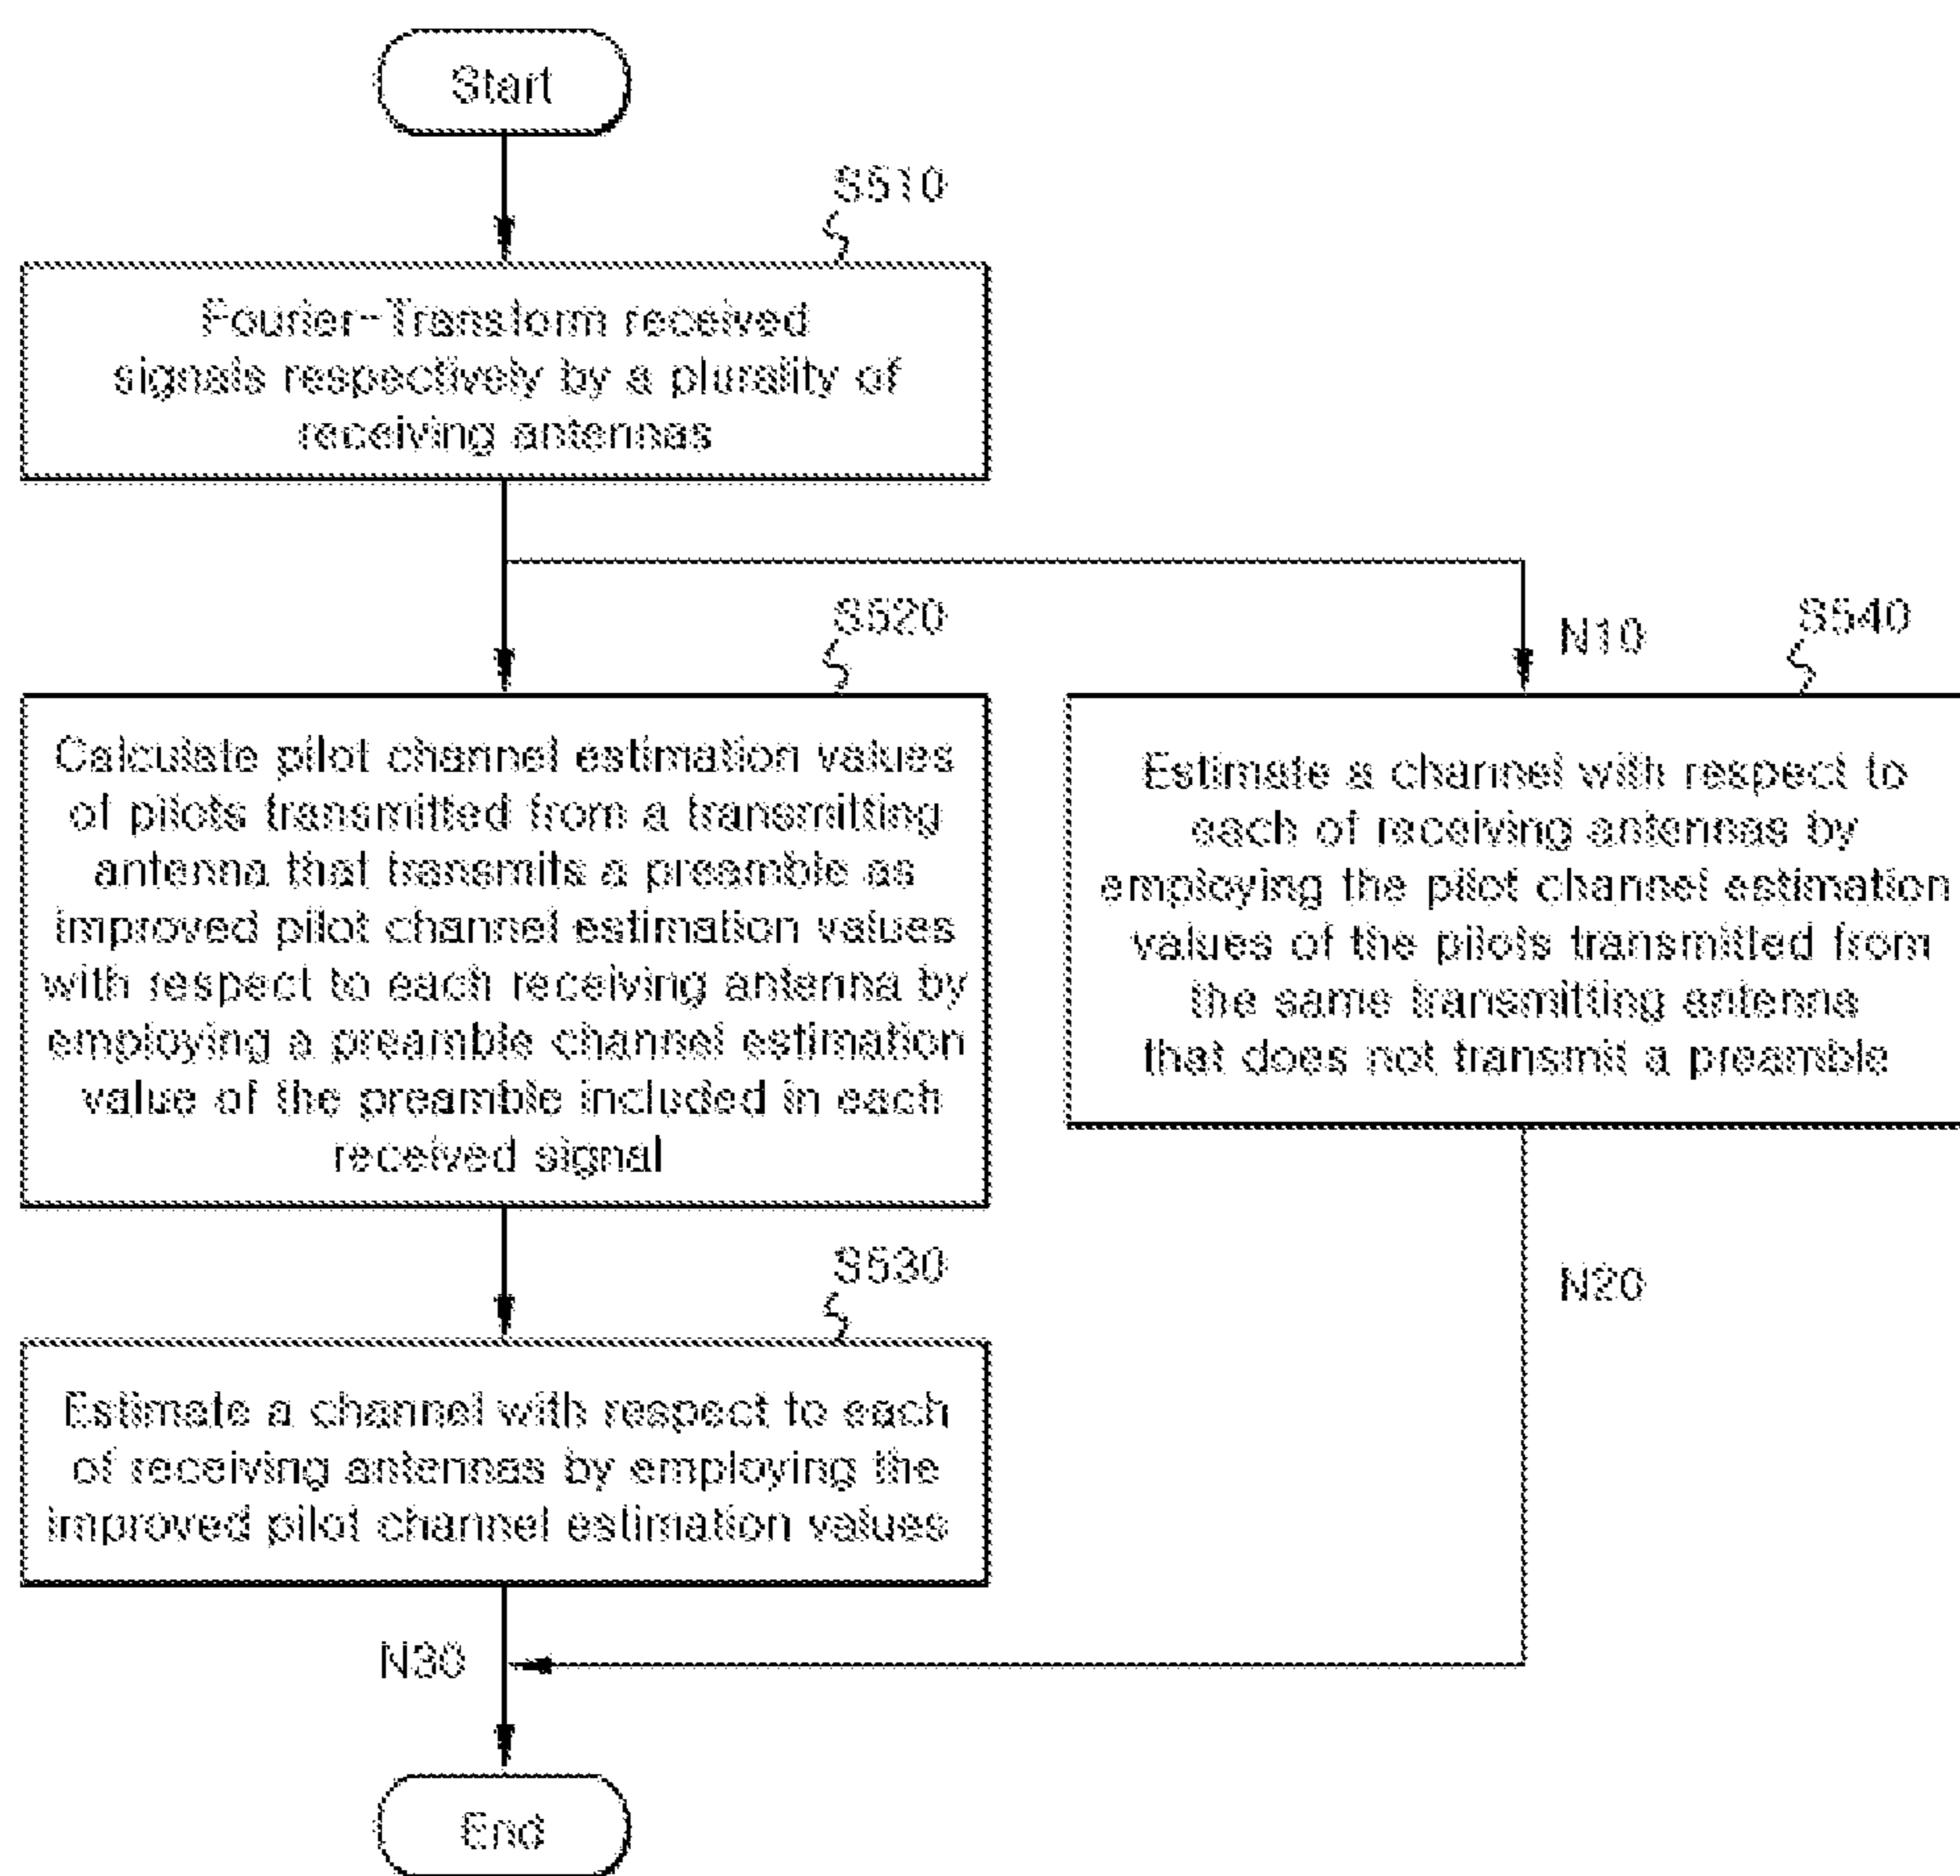 Start
S510
Fourier-Transform received
signals respectively by a plurality of
receiving antennas
S520
N10
S540
Calculate pilot channel estimation values
of pilots transmitted from a transmitting
antenna that transmits a preamble as
improved pilot channel estimation values
with respect to each receiving antenna by
employing a preamble channel estimation
value of the preamble included in each
received signal
Estimate a channel with respect to
each of receiving antennas by
employing the pilot channel estimation
values of the pilots transmitted from
the same transmitting antenna
that does not transmit a preamble
S530
N20
Estimate a channel with respect to each
of receiving antennas by employing the
improved pilot channel estimation values
N30
End